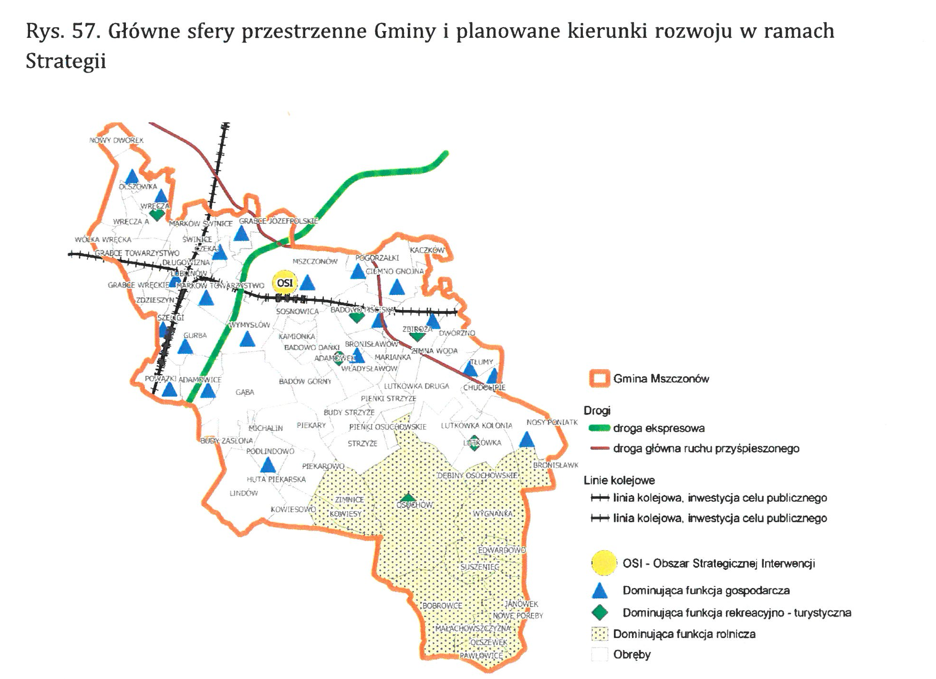 Rys. 57. Główne sfery przestrzenne Gminy i planowane kierunki rozwoju w ramach
Strategii
NOWY DWOREK
OLSZÓWKA
WRĘCZA
WRĘCZA A
MARKÓW ŚWINICE
GRABCE JÓZEFPOLSKIE
WÓLKA WRĘCKA
ŚWINICE
GRABCE TOWARZYSTWO
DŁUGOWIZNA
MSZCZONÓW
POGORZAŁKI
KACZKÓW
CIEMNO GNOJNA
GRABCE WRĘCKIE
MARKÓW TOWARZYSTWO
OSI
ZDZIESZYN
SOSNOWICA
SZELIGI
WYMYSŁÓW
ZBIROŻA
DWÓRZNO
GURBA
KAMIONKA
BADOWO DAŃKI
BRONISŁAWÓW
ZIMNA WODA
ADAMÓWEK
MARIANKA
WŁADYSŁAWÓW
TŁUMY
POWĄZKI
ADAMOWICE
BADÓW GÓRNY
LUTKÓWKA DRUGA
CHUDOLIPIE
GĄBA
PIEŃKI STRZYŻE
BUDY STRZYŻE
MICHALIN
PIEKARY
PIEŃKI OSUCHOWSKIE
LUTKÓWKA KOLONIA
NOSY PONIATK
BUDY ZASŁONA
STRZYŻE
LUTKÓWKA
PODLINDOWO
PIEKAROWO
BRONISŁAWK
HUTA PIEKARSKA
DĘBINY OSUCHOWSKIE
LINDÓW
ZIMNICE
OSUCHÓW
KOWIESOWO
KOWIESY
WYGNANKA
EDWARDOWO
SUSZENIEC
BOBROWCE
JANÓWEK
NOWE PORĘBY
MAŁACHOWSZCZYZNA
OLSZEWEK
PAWŁOWICE
Gmina Mszczonów
Drogi
droga ekspresowa
droga główna ruchu przyśpieszonego
Linie kolejowe
linia kolejowa, inwestycja celu publicznego
linia kolejowa, inwestycja celu publicznego
OSI - Obszar Strategicznej Interwencji
Dominująca funkcja gospodarcza
Dominująca funkcja rekreacyjno - turystyczna
Dominująca funkcja rolnicza
Obręby